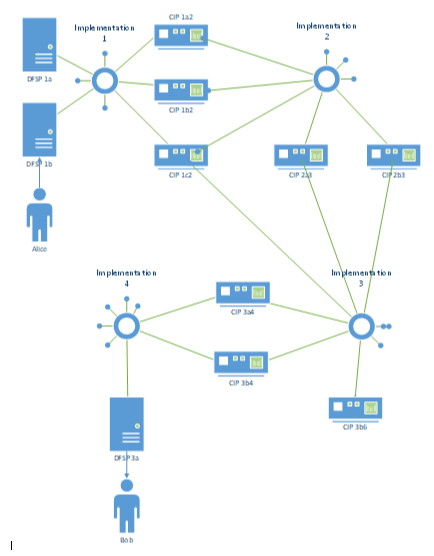 CIP 1a2
Implementation
1
Implementation
2
DFSP 1a
CIP 1b2
DFSP 1b
CIP 1c2
CIP 2a3
CIP 2b3
Alice
Implementation
4
Implementation
3
CIP 3a4
CIP 3b4
CIP 3b6
DFSP 3a
Bob